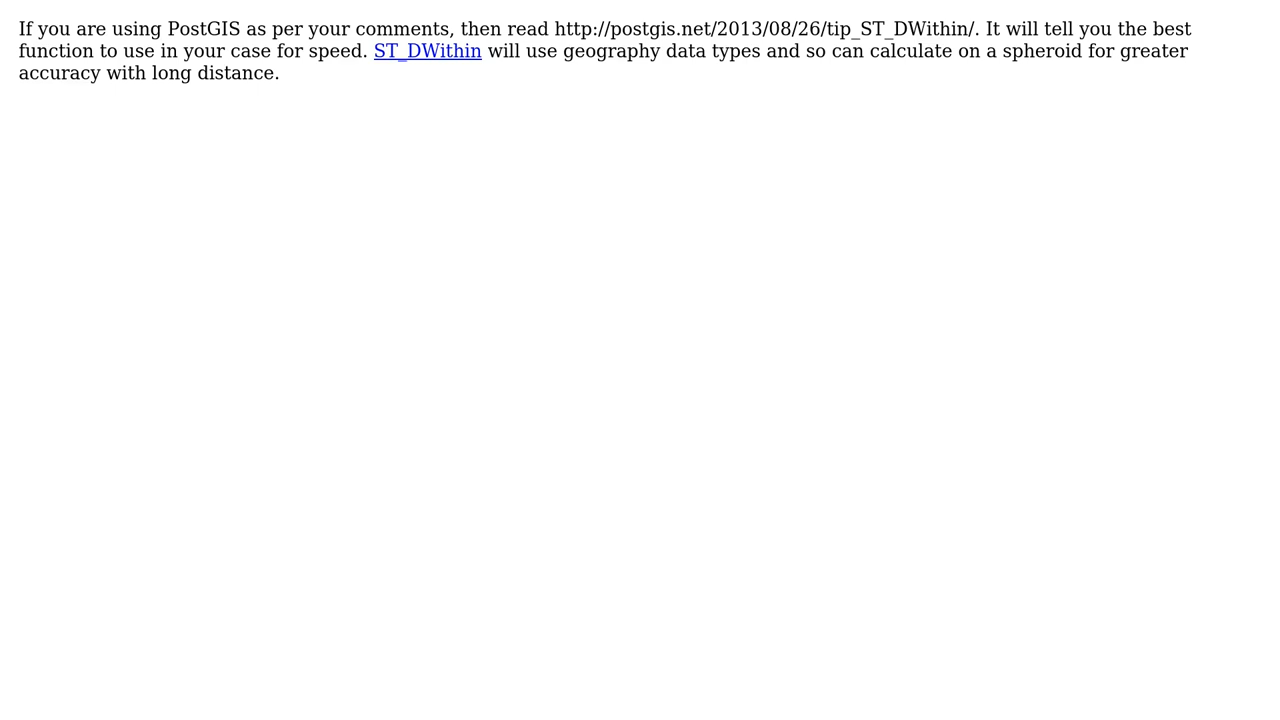 If you are using PostGIS as per your comments, then read http://postgis.net/2013/08/26/tip_ST_DWithin/. It will tell you the best
function to use in your case for speed. ST_DWithin will use geography data types and so can calculate on a spheroid for greater
accuracy with long distance.